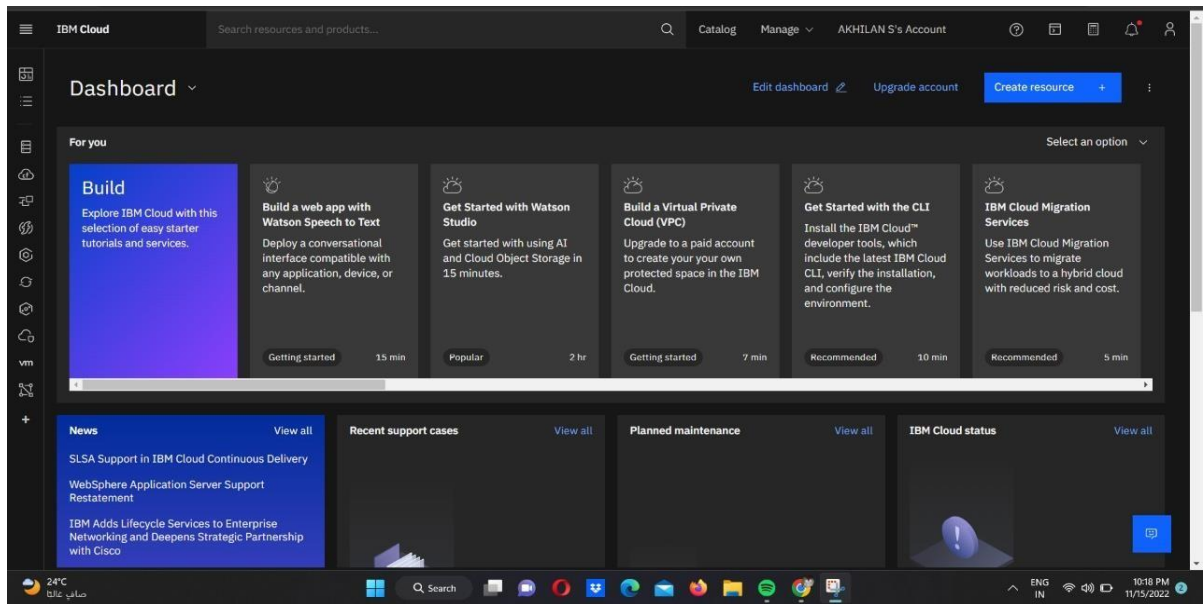 IBM Cloud
Search resources and products...
Catalog
Manage
AKHILAN S's Account
Dashboard
Edit dashboard
Upgrade account
Create resource +
For you
Select an option
Build
Explore IBM Cloud with this
selection of easy starter
tutorials and services.
Build a web app with
Watson Speech to Text
Deploy a conversational
interface compatible with
any application, device, or
channel.
Getting started 15 min
Get Started with Watson
Studio
Get started with using AI
and Cloud Object Storage in
15 minutes.
Popular 2 hr
Build a Virtual Private
Cloud (VPC)
Upgrade to a paid account
to create your your own
protected space in the IBM
Cloud.
Getting started 7 min
Get Started with the CLI
Install the IBM Cloud™
developer tools, which
include the latest IBM Cloud
CLI, verify the installation,
and configure the
environment.
Recommended 10 min
IBM Cloud Migration
Services
Use IBM Cloud Migration
Services to migrate
workloads to a hybrid cloud
with reduced risk and cost.
Recommended 5 min
vm
News View all
SLSA Support in IBM Cloud Continuous Delivery
WebSphere Application Server Support
Restatement
IBM Adds Lifecycle Services to Enterprise
Networking and Deepens Strategic Partnership
with Cisco
Recent support cases View all
Planned maintenance View all
IBM Cloud status View all
24°C
صافٍ غالبًا
Search
ENG
IN
10:18 PM
11/15/2022
2